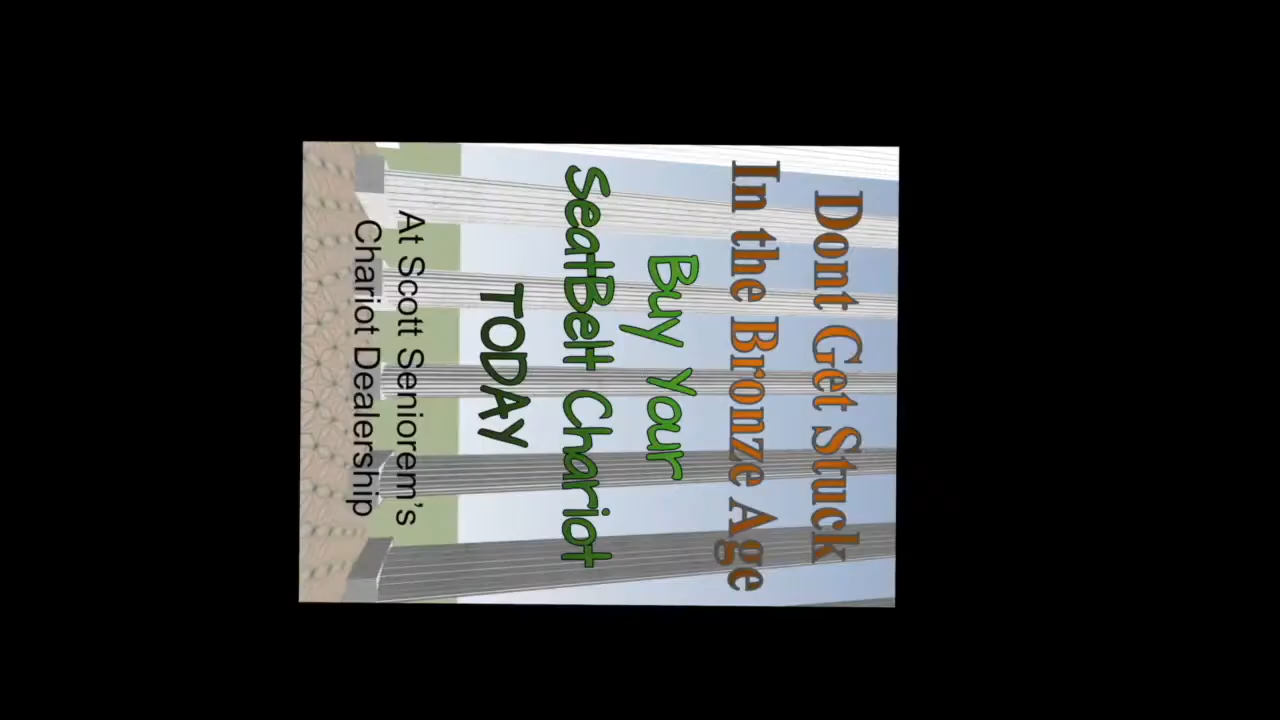 Dont Get Stuck
In the Bronze Age
Buy Your
SeatBelt Chariot
TODAY
At Scott Seniorem's
Chariot Dealership